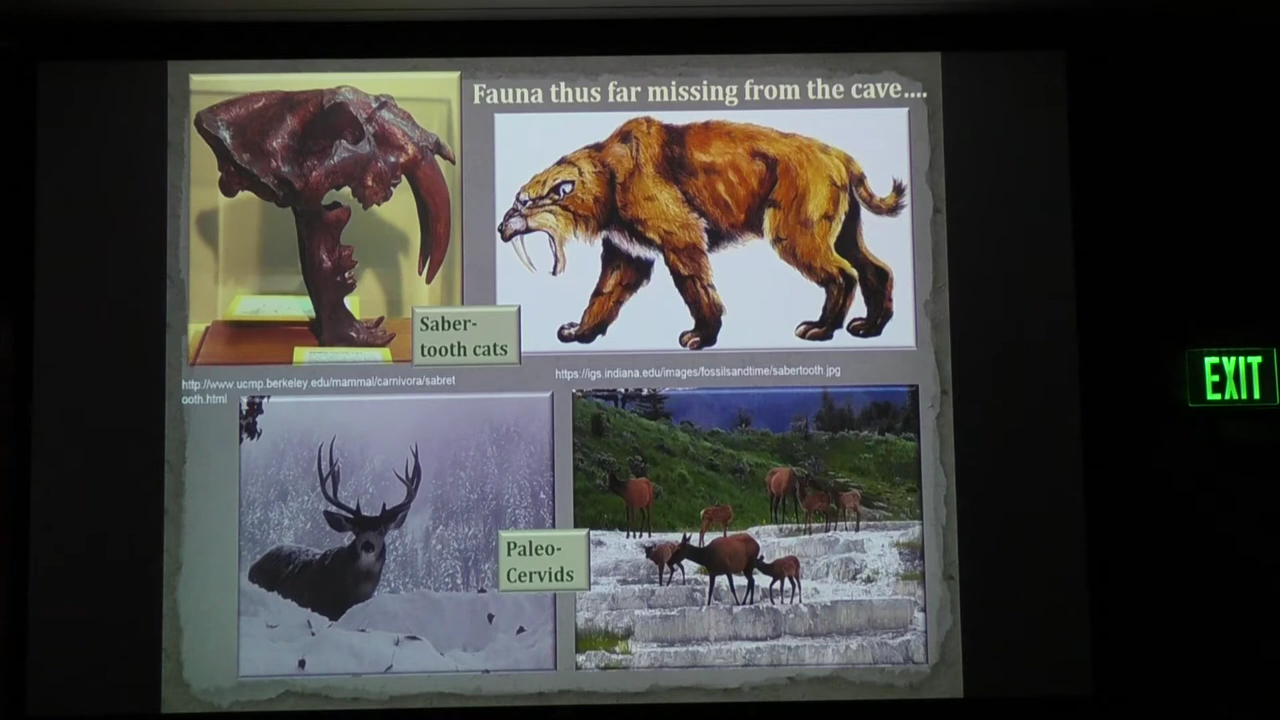 Fauna thus far missing from the cave....
Saber-
tooth cats
http://www.ucmp.berkeley.edu/mammal/carnivora/sabret
ooth.html
https://igs.indiana.edu/images/fossilsandtime/sabertooth.jpg
EXIT
Paleo-
Cervids